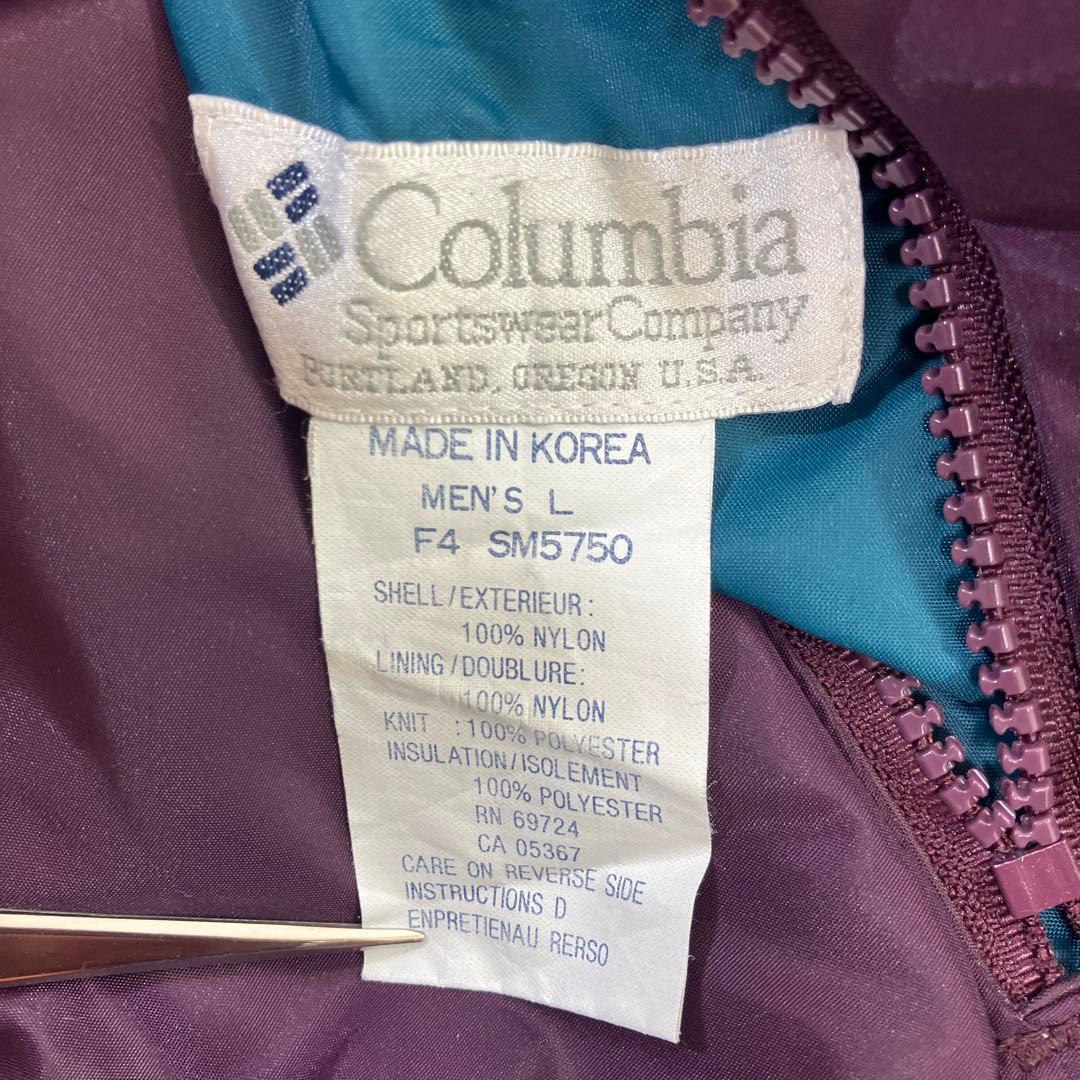 Columbia
Sportswear Company
PORTLAND, OREGON U.S.A.
MADE IN KOREA
MEN'S L
F4 SM5750
SHELL/EXTERIEUR:
100% NYLON
LINING/DOUBLURE:
100% NYLON
KNIT :100% POLYESTER
INSULATION/ISOLEMENT
100% POLYESTER
RN 69724
CA 05367
CARE ON REVERSE SIDE
INSTRUCTIONS D
ENPRETIENAU RERSO